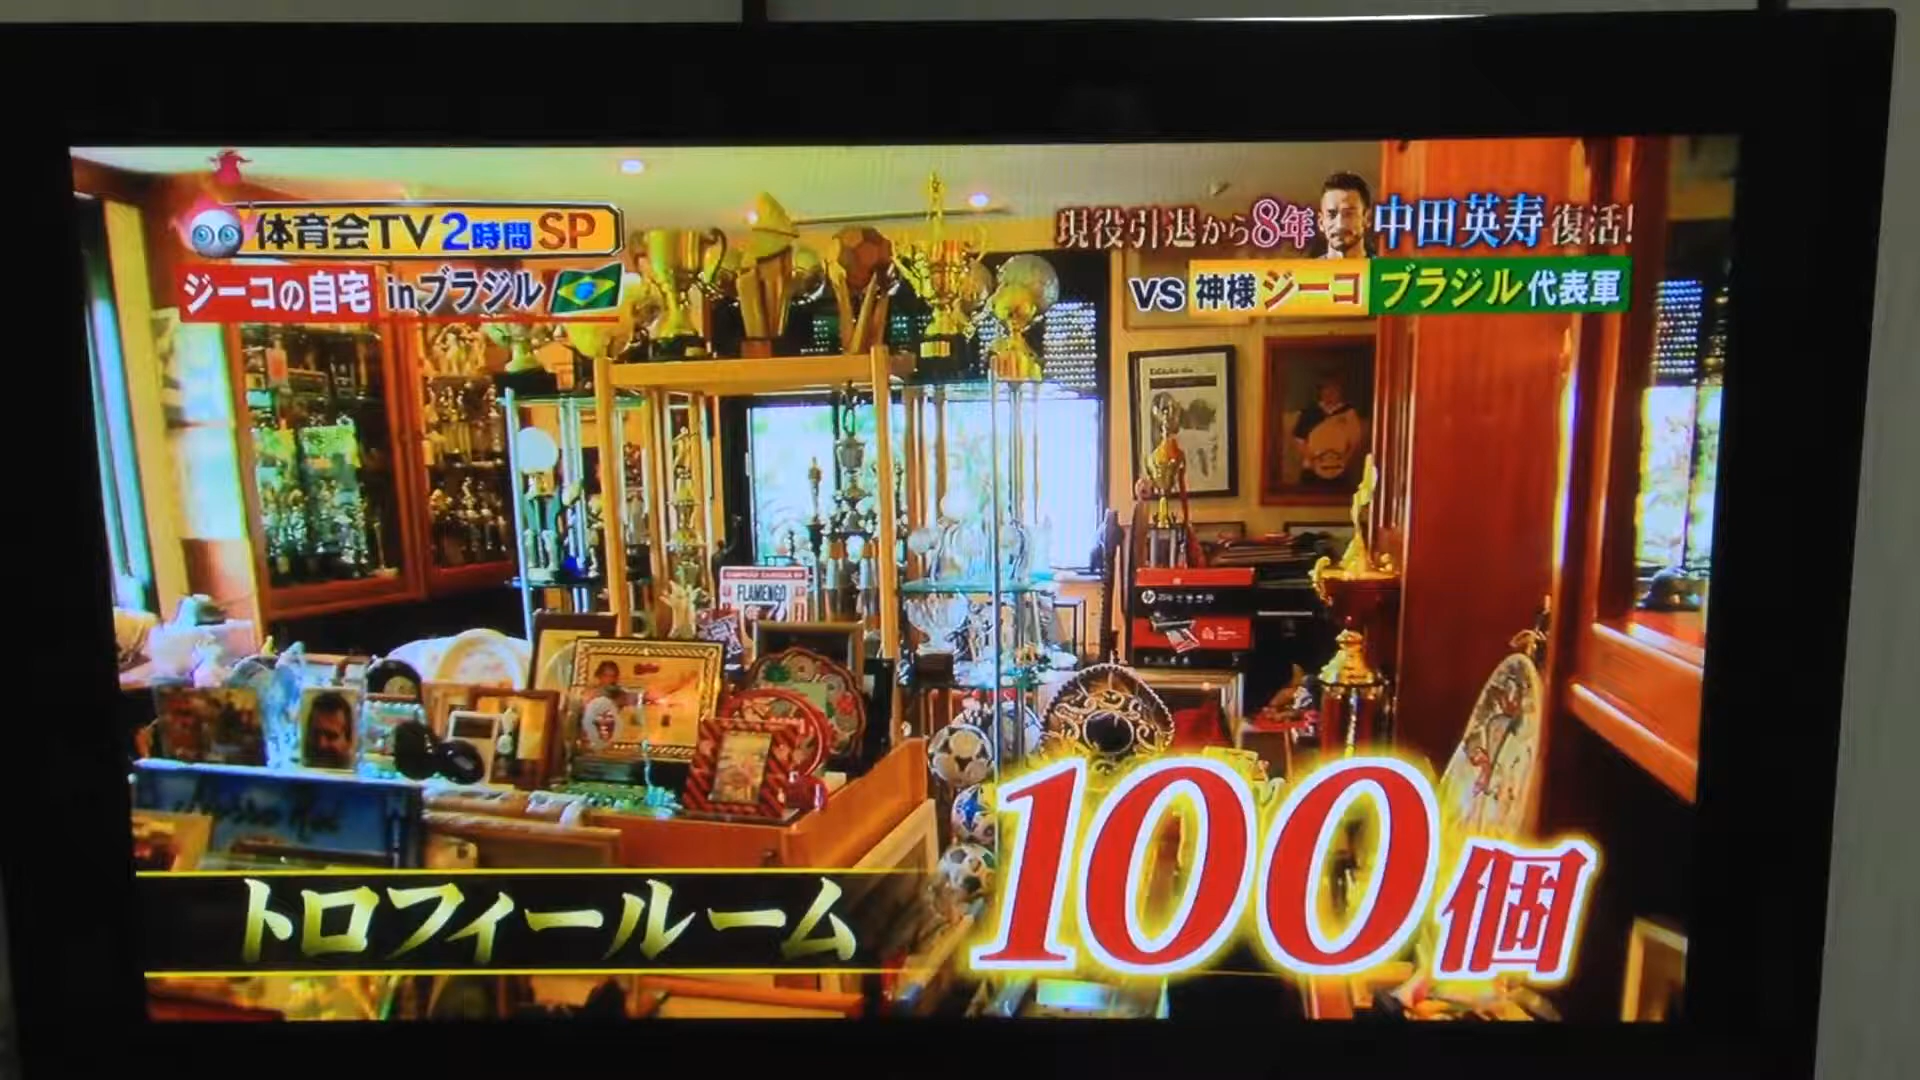 体育会TV 2時間SP
ジーコの自宅 inブラジル
現役引退から8年 中田英寿 復活!
VS 神様 ジーコ ブラジル 代表軍
FLAMENGO
hp
トロフィールーム
100個